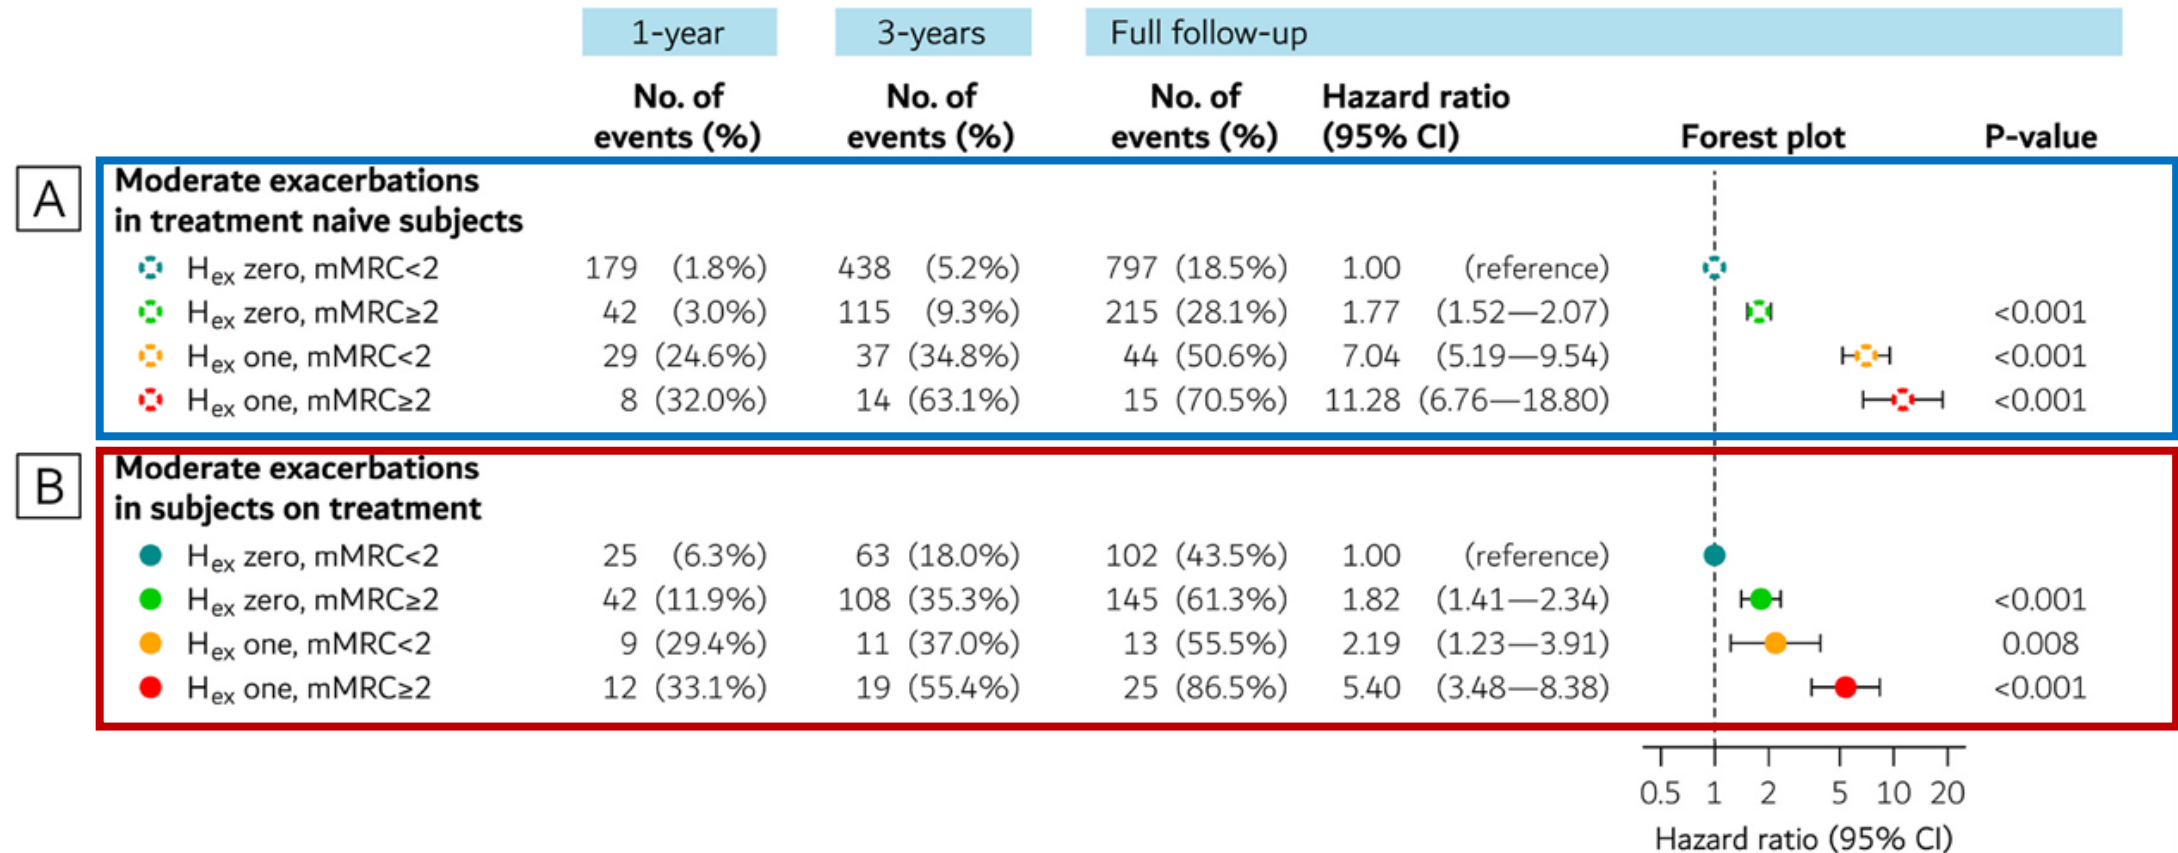 1-year 3-years Full follow-up
No. of No. of No. of Hazard ratio
events (%) events (%) events (%) (95% CI) Forest plot P-value
A
Moderate exacerbations
in treatment naive subjects
Hex zero, mMRC<2 179 (1.8%) 438 (5.2%) 797 (18.5%) 1.00 (reference)
Hex zero, mMRC≥2 42 (3.0%) 115 (9.3%) 215 (28.1%) 1.77 (1.52—2.07) <0.001
Hex one, mMRC<2 29 (24.6%) 37 (34.8%) 44 (50.6%) 7.04 (5.19—9.54) <0.001
Hex one, mMRC≥2 8 (32.0%) 14 (63.1%) 15 (70.5%) 11.28 (6.76—18.80) <0.001
B
Moderate exacerbations
in subjects on treatment
Hex zero, mMRC<2 25 (6.3%) 63 (18.0%) 102 (43.5%) 1.00 (reference)
Hex zero, mMRC≥2 42 (11.9%) 108 (35.3%) 145 (61.3%) 1.82 (1.41—2.34) <0.001
Hex one, mMRC<2 9 (29.4%) 11 (37.0%) 13 (55.5%) 2.19 (1.23—3.91) 0.008
Hex one, mMRC≥2 12 (33.1%) 19 (55.4%) 25 (86.5%) 5.40 (3.48—8.38) <0.001
0.5 1 2 5 10 20
Hazard ratio (95% CI)